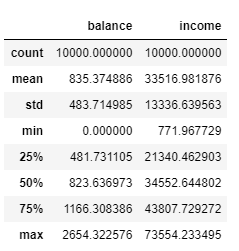 balance income
count 10000.000000 10000.000000
mean 835.374886 33516.981876
std 483.714985 13336.639563
min 0.000000 771.967729
25% 481.731105 21340.462903
50% 823.636973 34552.644802
75% 1166.308386 43807.729272
max 2654.322576 73554.233495